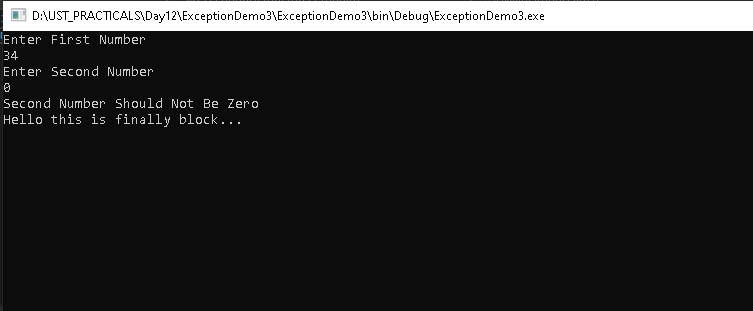 D:\UST_PRACTICALS\Day12\ExceptionDemo3\ExceptionDemo3\bin\Debug\ExceptionDemo3.exe
Enter First Number
34
Enter Second Number
0
Second Number Should Not Be Zero
Hello this is finally block...